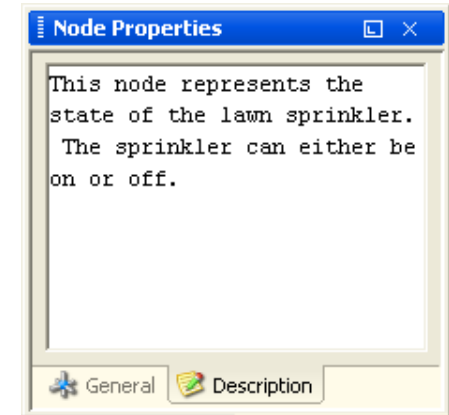 Node Properties
This node represents the
state of the lawn sprinkler.
The sprinkler can either be
on or off.
General Description